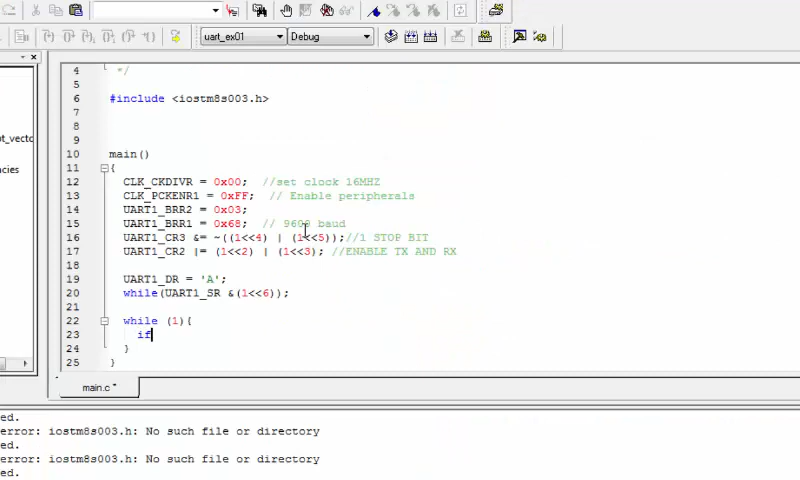 uart_ex01
Debug
4 */
5
6 #include <iostm8s003.h>
7
8
9
10 main()
11 {
12 CLK_CKDIVR = 0x00; //set clock 16MHZ
13 CLK_PCKENR1 = 0xFF; // Enable peripherals
14 UART1_BRR2 = 0x03;
15 UART1_BRR1 = 0x68; // 9600 baud
16 UART1_CR3 &= ~((1<<4) | (1<<5));//1 STOP BIT
17 UART1_CR2 |= (1<<2) | (1<<3); //ENABLE TX AND RX
18
19 UART1_DR = 'A';
20 while(UART1_SR &(1<<6));
21
22 while (1){
23 if
24 }
25 }
pt_vecto
cies
main.c *
ed.
error: iostm8s003.h: No such file or directory
ed.
error: iostm8s003.h: No such file or directory
ed.